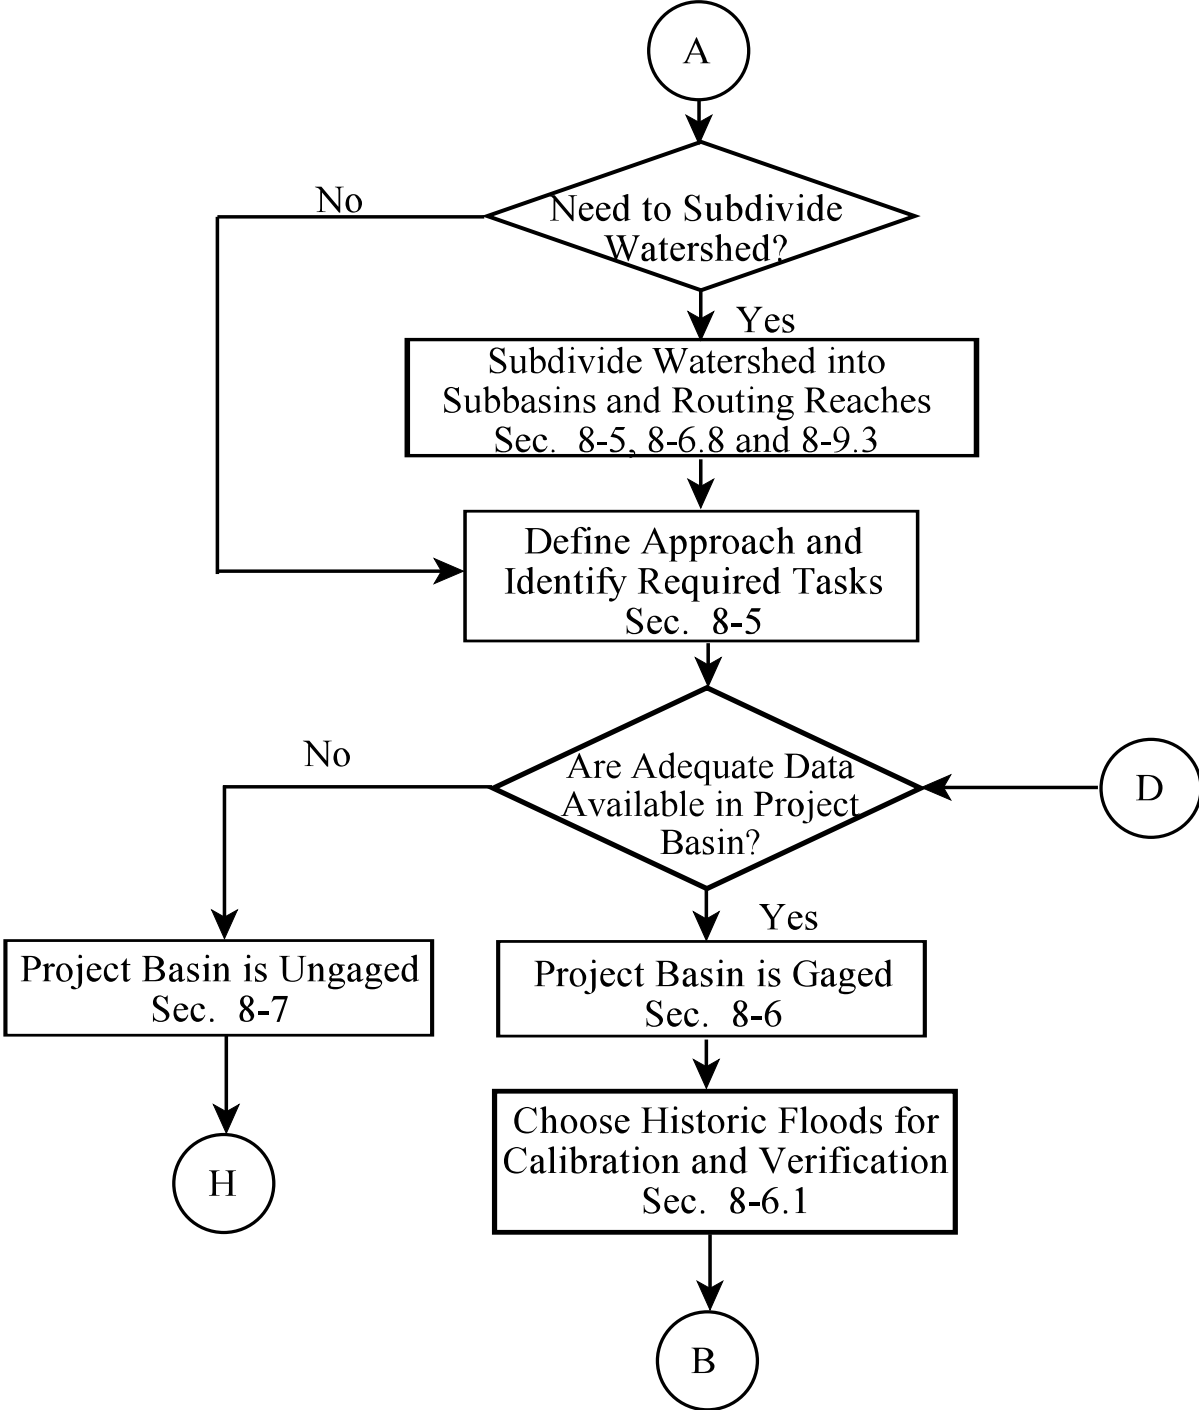 A
No
Need to Subdivide
Watershed?
Yes
Subdivide Watershed into
Subbasins and Routing Reaches
Sec. 8-5, 8-6.8 and 8-9.3
Define Approach and
Identify Required Tasks
Sec. 8-5
No
Are Adequate Data
Available in Project
Basin?
D
Yes
Project Basin is Ungaged
Sec. 8-7
Project Basin is Gaged
Sec. 8-6
Choose Historic Floods for
Calibration and Verification
Sec. 8-6.1
H
B